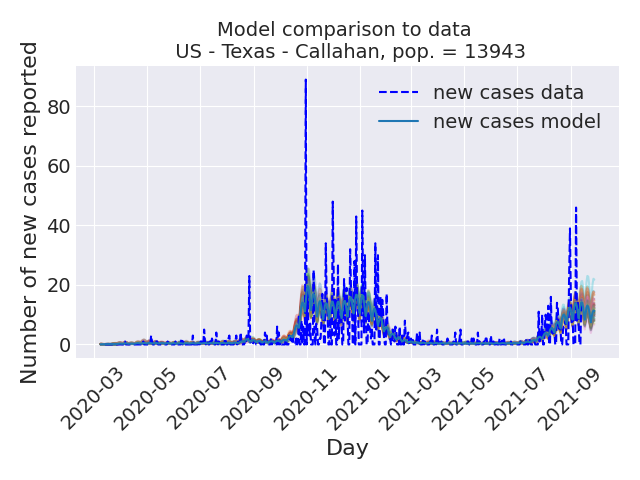 Model comparison to data
US - Texas - Callahan, pop. = 13943
Number of new cases reported
80
60
40
20
0
new cases data
new cases model
2020-03
2020-05
2020-07
2020-09
2020-11
2021-01
2021-03
2021-05
2021-07
2021-09
Day